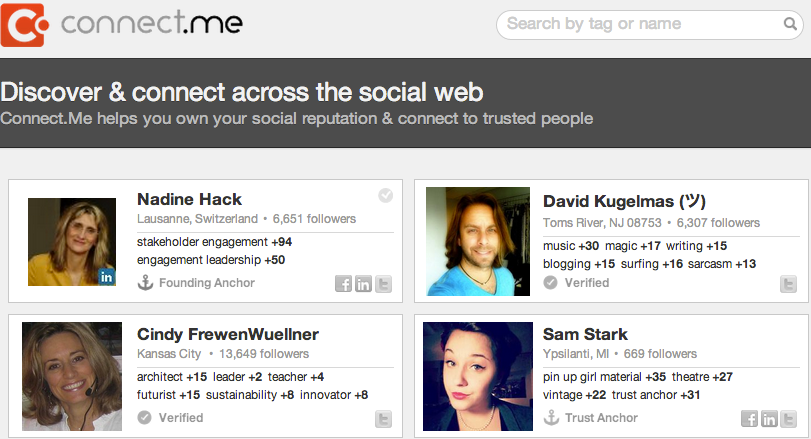 connect.me
Search by tag or name
Discover & connect across the social web
Connect.Me helps you own your social reputation & connect to trusted people
Nadine Hack
Lausanne, Switzerland • 6,651 followers
stakeholder engagement +94
engagement leadership +50
Founding Anchor
in
f in t
David Kugelmas (ツ)
Toms River, NJ 08753 • 6,307 followers
music +30 magic +17 writing +15
blogging +15 surfing +16 sarcasm +13
Verified
t
Cindy FrewenWuellner
Kansas City • 13,649 followers
architect +15 leader +2 teacher +4
futurist +15 sustainability +8 innovator +8
Verified
t
Sam Stark
Ypsilanti, MI • 669 followers
pin up girl material +35 theatre +27
vintage +22 trust anchor +31
Trust Anchor
f in t